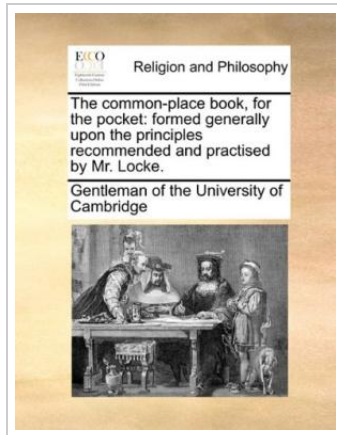 ECCO
Religion and Philosophy
The common-place book, for
the pocket: formed generally
upon the principles
recommended and practised
by Mr. Locke.
Gentleman of the University of
Cambridge